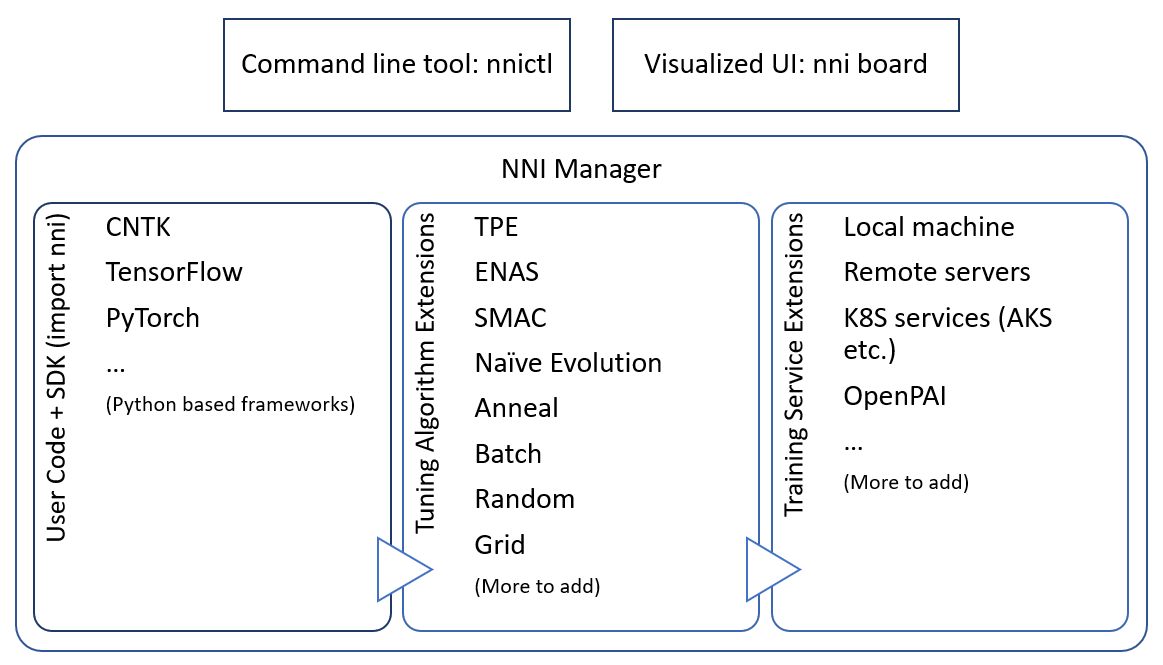 Command line tool: nnictl
Visualized UI: nni board
NNI Manager
User Code + SDK (import nni)
CNTK
TensorFlow
PyTorch
...
(Python based frameworks)
Tuning Algorithm Extensions
TPE
ENAS
SMAC
Naïve Evolution
Anneal
Batch
Random
Grid
(More to add)
Training Service Extensions
Local machine
Remote servers
K8S services (AKS
etc.)
OpenPAI
...
(More to add)